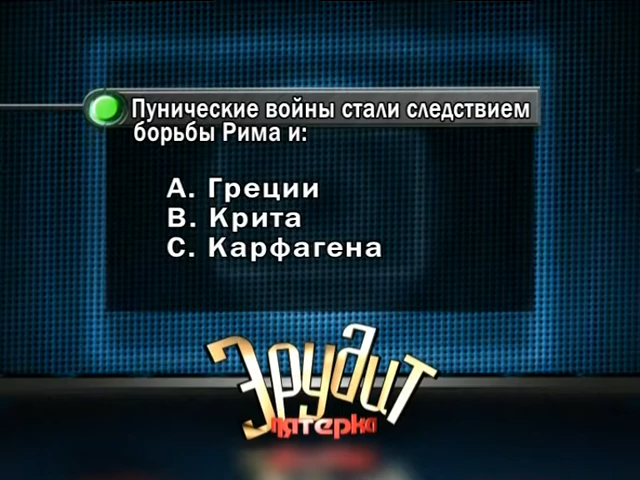 Пунические войны стали следствием
борьбы Рима и:
А. Греции
В. Крита
С. Карфагена
Эрудит
пятерка